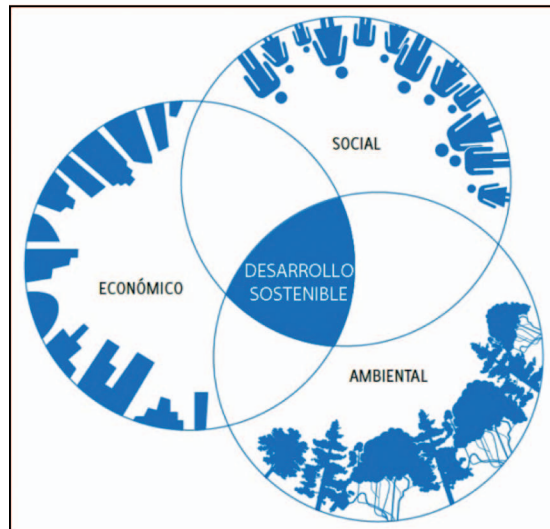 SOCIAL
DESARROLLO
SOSTENIBLE
ECONÓMICO
AMBIENTAL